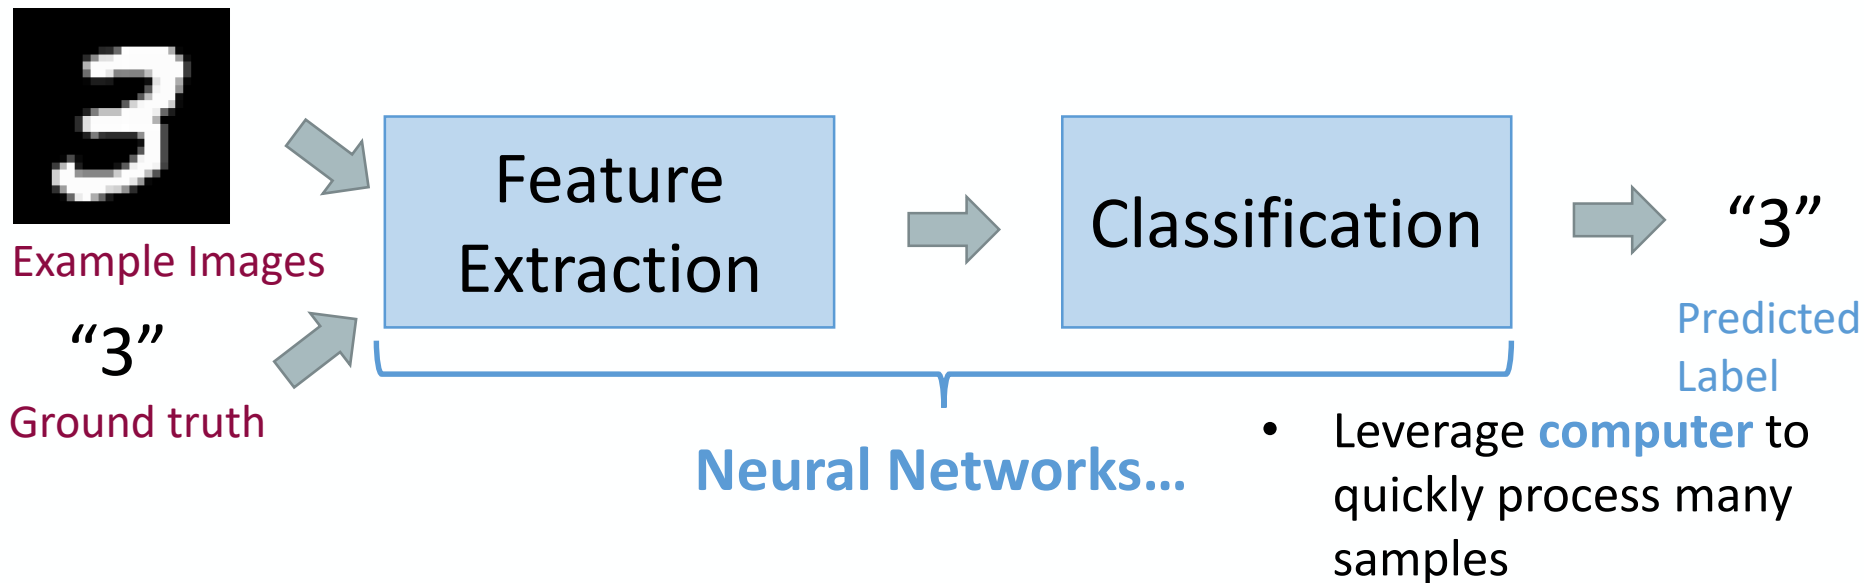 Example Images
“3”
Ground truth
Feature
Extraction
Classification
“3”
Predicted
Label
Neural Networks...
• Leverage computer to
quickly process many
samples